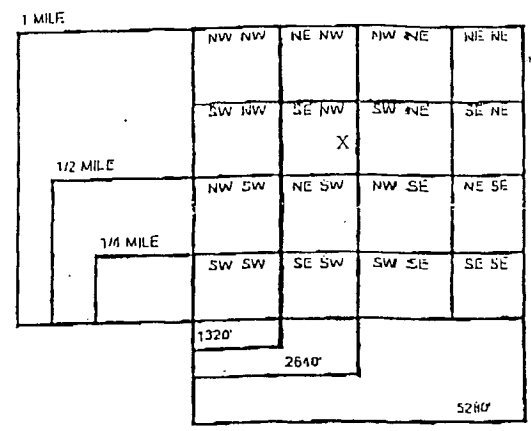 1 MILE
NW NW NE NW NW NE NE NE
SW NW SE NW SW NE SE NE
X
1/2 MILE
NW SW NE SW NW SE NE SE
1/4 MILE
SW SW SE SW SW SE SE SE
1320'
2640'
5280'